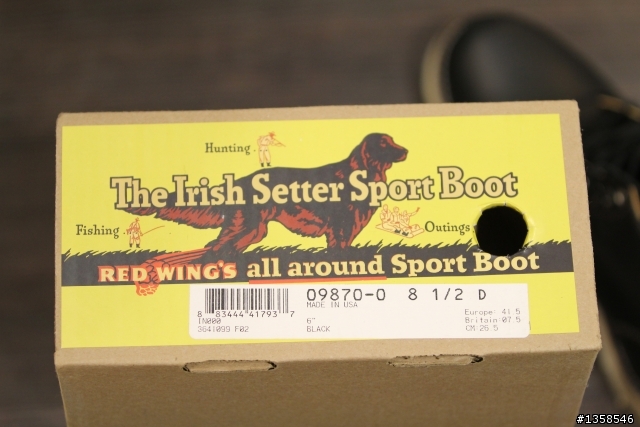 Hunting
The Irish Setter Sport Boot
Fishing
Outings
RED WING'S all around Sport Boot
09870-0 8 1/2 D
MADE IN USA
8 83444 41793 7
IN000 6" Europe: 41.5
3641099 F02 BLACK Britain:07.5
CM:26.5
#1358546